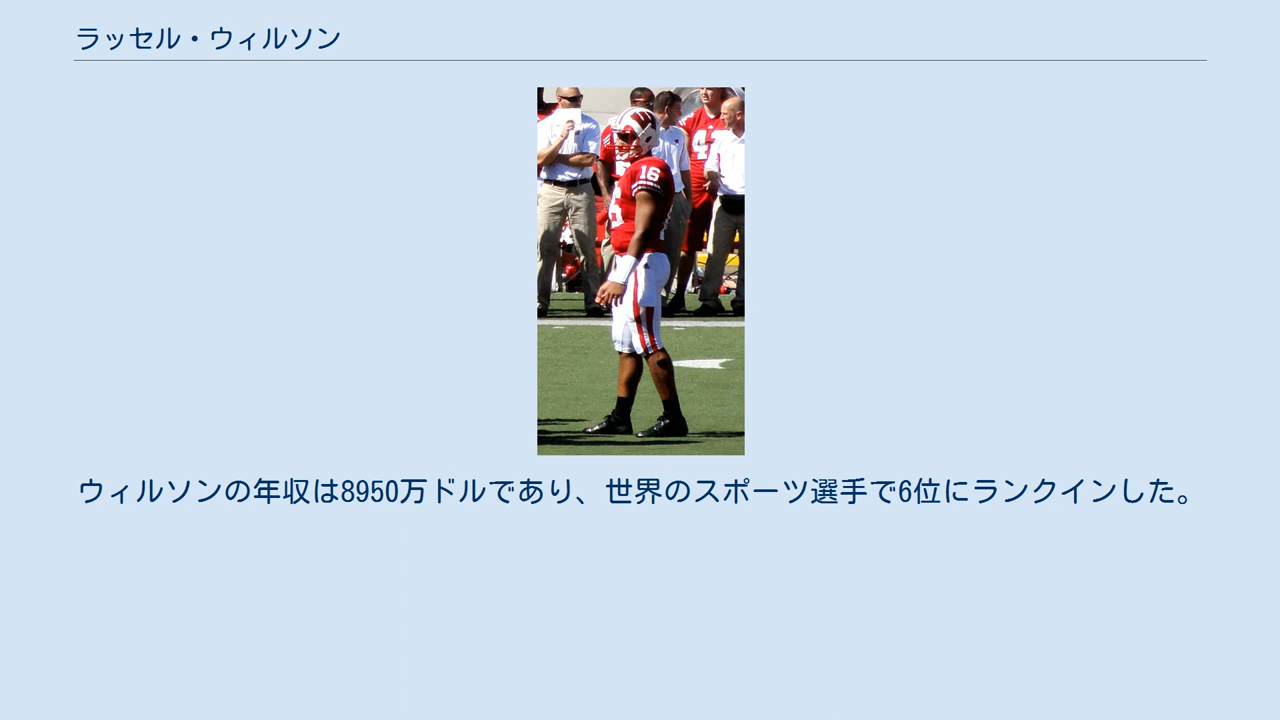 ラッセル・ウィルソン
16
ウィルソンの年収は8950万ドルであり、世界のスポーツ選手で6位にランクインした。